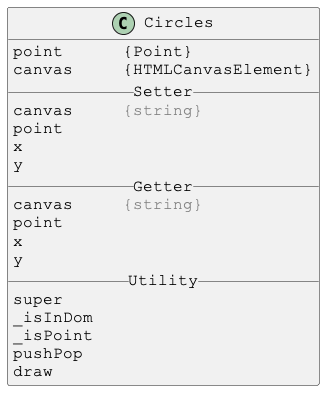 C Circles
point {Point}
canvas {HTMLCanvasElement}
Setter
canvas {string}
point
x
y
Getter
canvas {string}
point
x
y
Utility
super
_isInDom
_isPoint
pushPop
draw